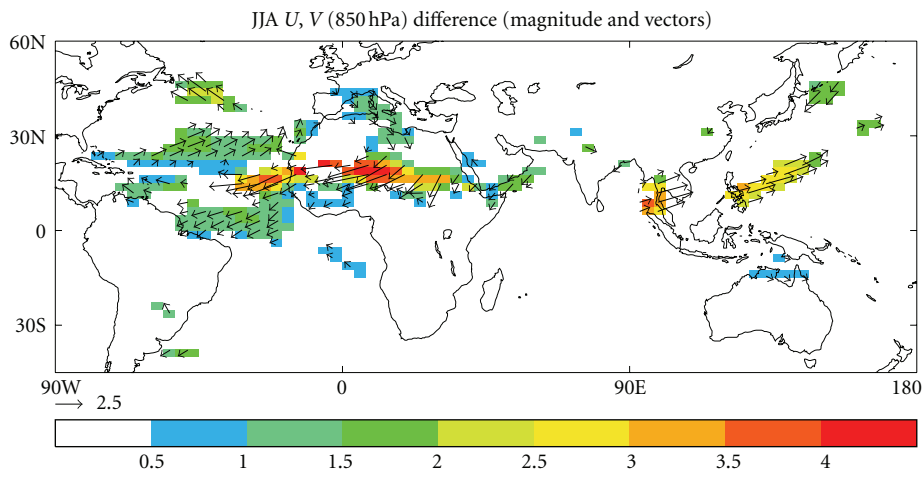 JJA U, V (850 hPa) difference (magnitude and vectors)
60N
30N
0
30S
90W 0 90E 180
2.5
0.5 1 1.5 2 2.5 3 3.5 4